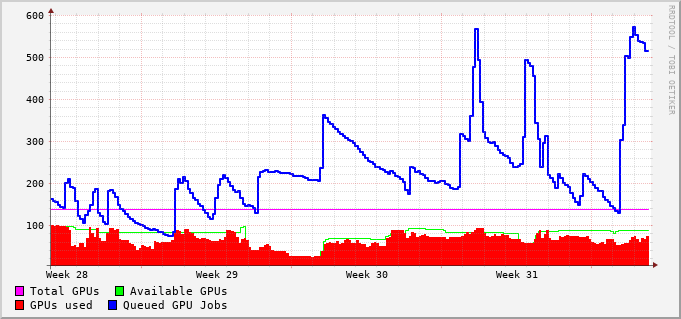 600
500
400
300
200
100
Week 28 Week 29 Week 30 Week 31
Total GPUs Available GPUs
GPUs used Queued GPU Jobs
RRDTOOL / TOBI OETIKER